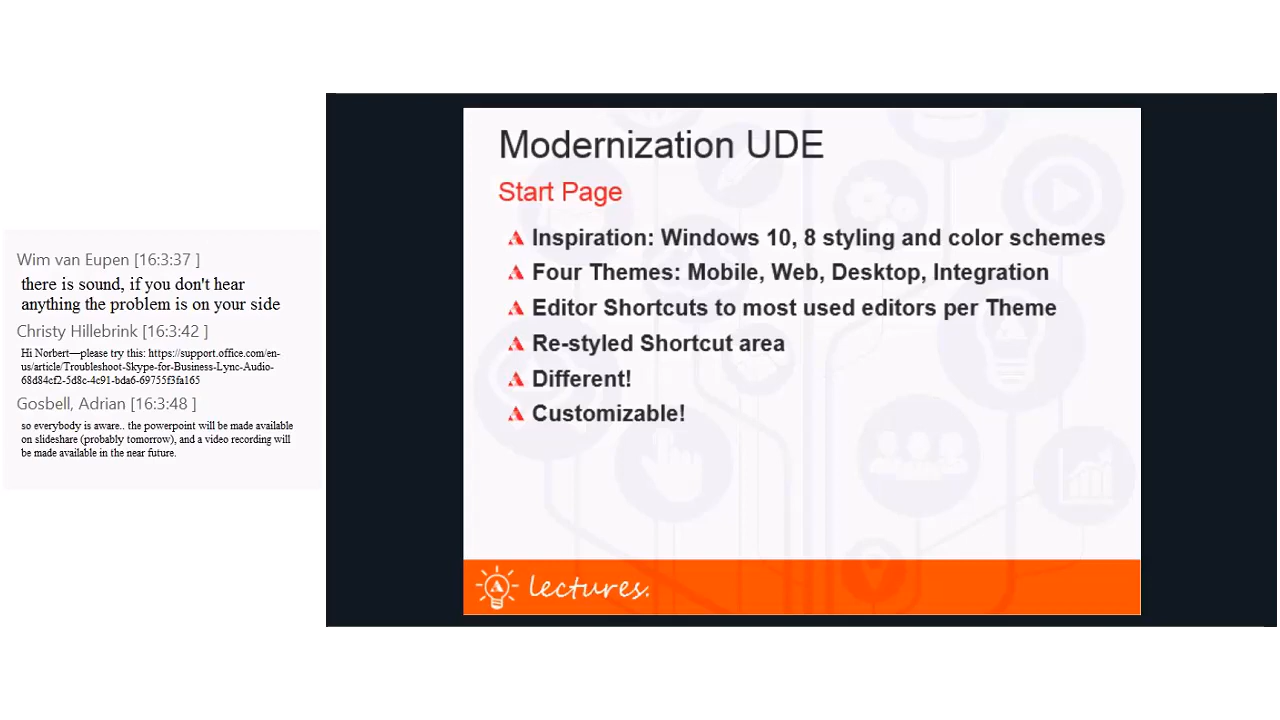 Wim van Eupen [16:3:37 ]
there is sound, if you don't hear
anything the problem is on your side
Christy Hillebrink [16:3:42 ]
Hi Norbert—please try this: https://support.office.com/en-
us/article/Troubleshoot-Skype-for-Business-Lync-Audio-
68d84cf2-5d8c-4c91-bda6-69755f3fa165
Gosbell, Adrian [16:3:48 ]
so everybody is aware.. the powerpoint will be made available
on slideshare (probably tomorrow), and a video recording will
be made available in the near future.
Modernization UDE
Start Page
Inspiration: Windows 10, 8 styling and color schemes
Four Themes: Mobile, Web, Desktop, Integration
Editor Shortcuts to most used editors per Theme
Re-styled Shortcut area
Different!
Customizable!
lectures.